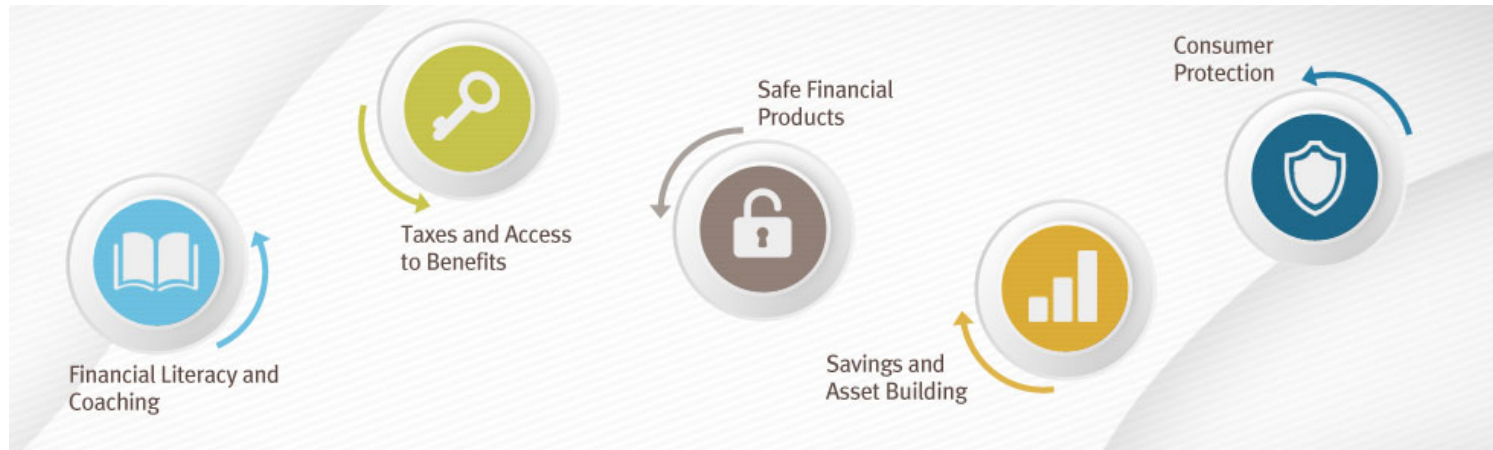 Financial Literacy and
Coaching
Taxes and Access
to Benefits
Safe Financial
Products
Savings and
Asset Building
Consumer
Protection